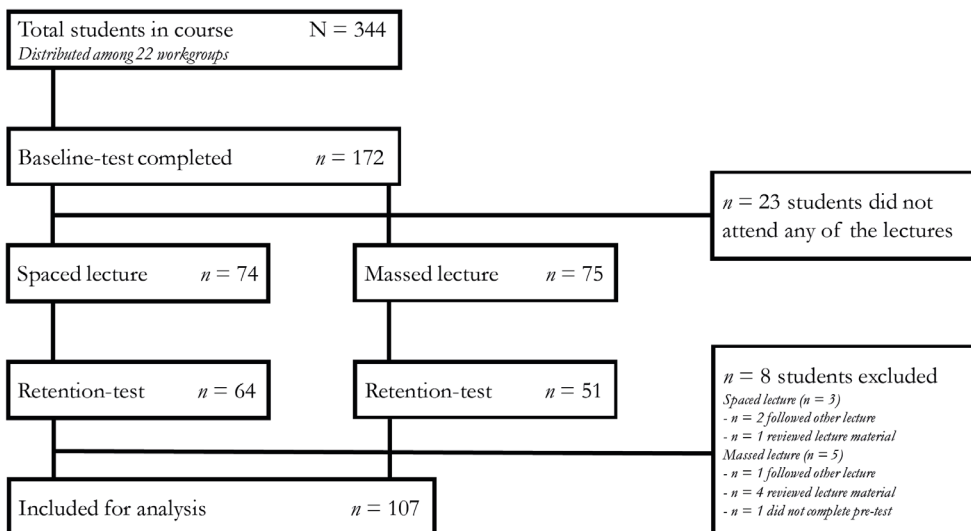 Total students in course N = 344
Distributed among 22 workgroups
Baseline-test completed n = 172
n = 23 students did not
attend any of the lectures
Spaced lecture n = 74
Massed lecture n = 75
Retention-test n = 64
Retention-test n = 51
n = 8 students excluded
Spaced lecture (n = 3)
- n = 2 followed other lecture
- n = 1 reviewed lecture material
Massed lecture (n = 5)
- n = 1 followed other lecture
- n = 4 reviewed lecture material
- n = 1 did not complete pre-test
Included for analysis n = 107